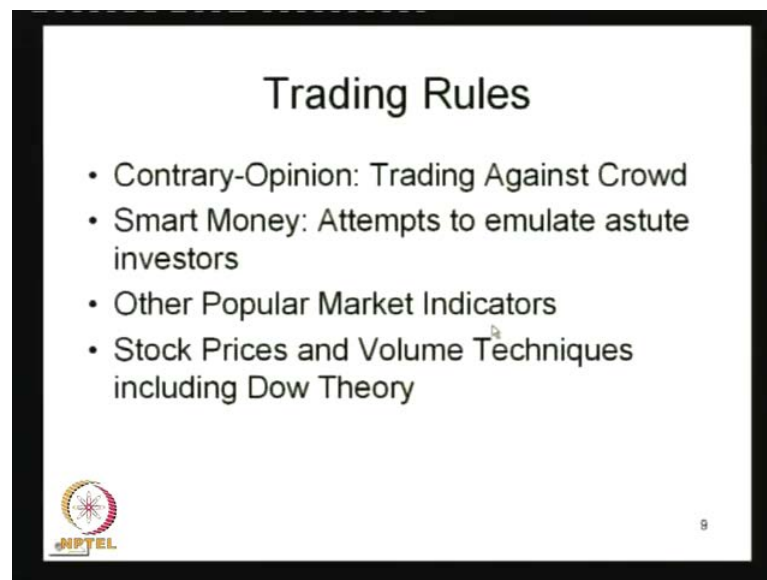 Trading Rules
• Contrary-Opinion: Trading Against Crowd
• Smart Money: Attempts to emulate astute
investors
• Other Popular Market Indicators
• Stock Prices and Volume Techniques
including Dow Theory
NPTEL
9